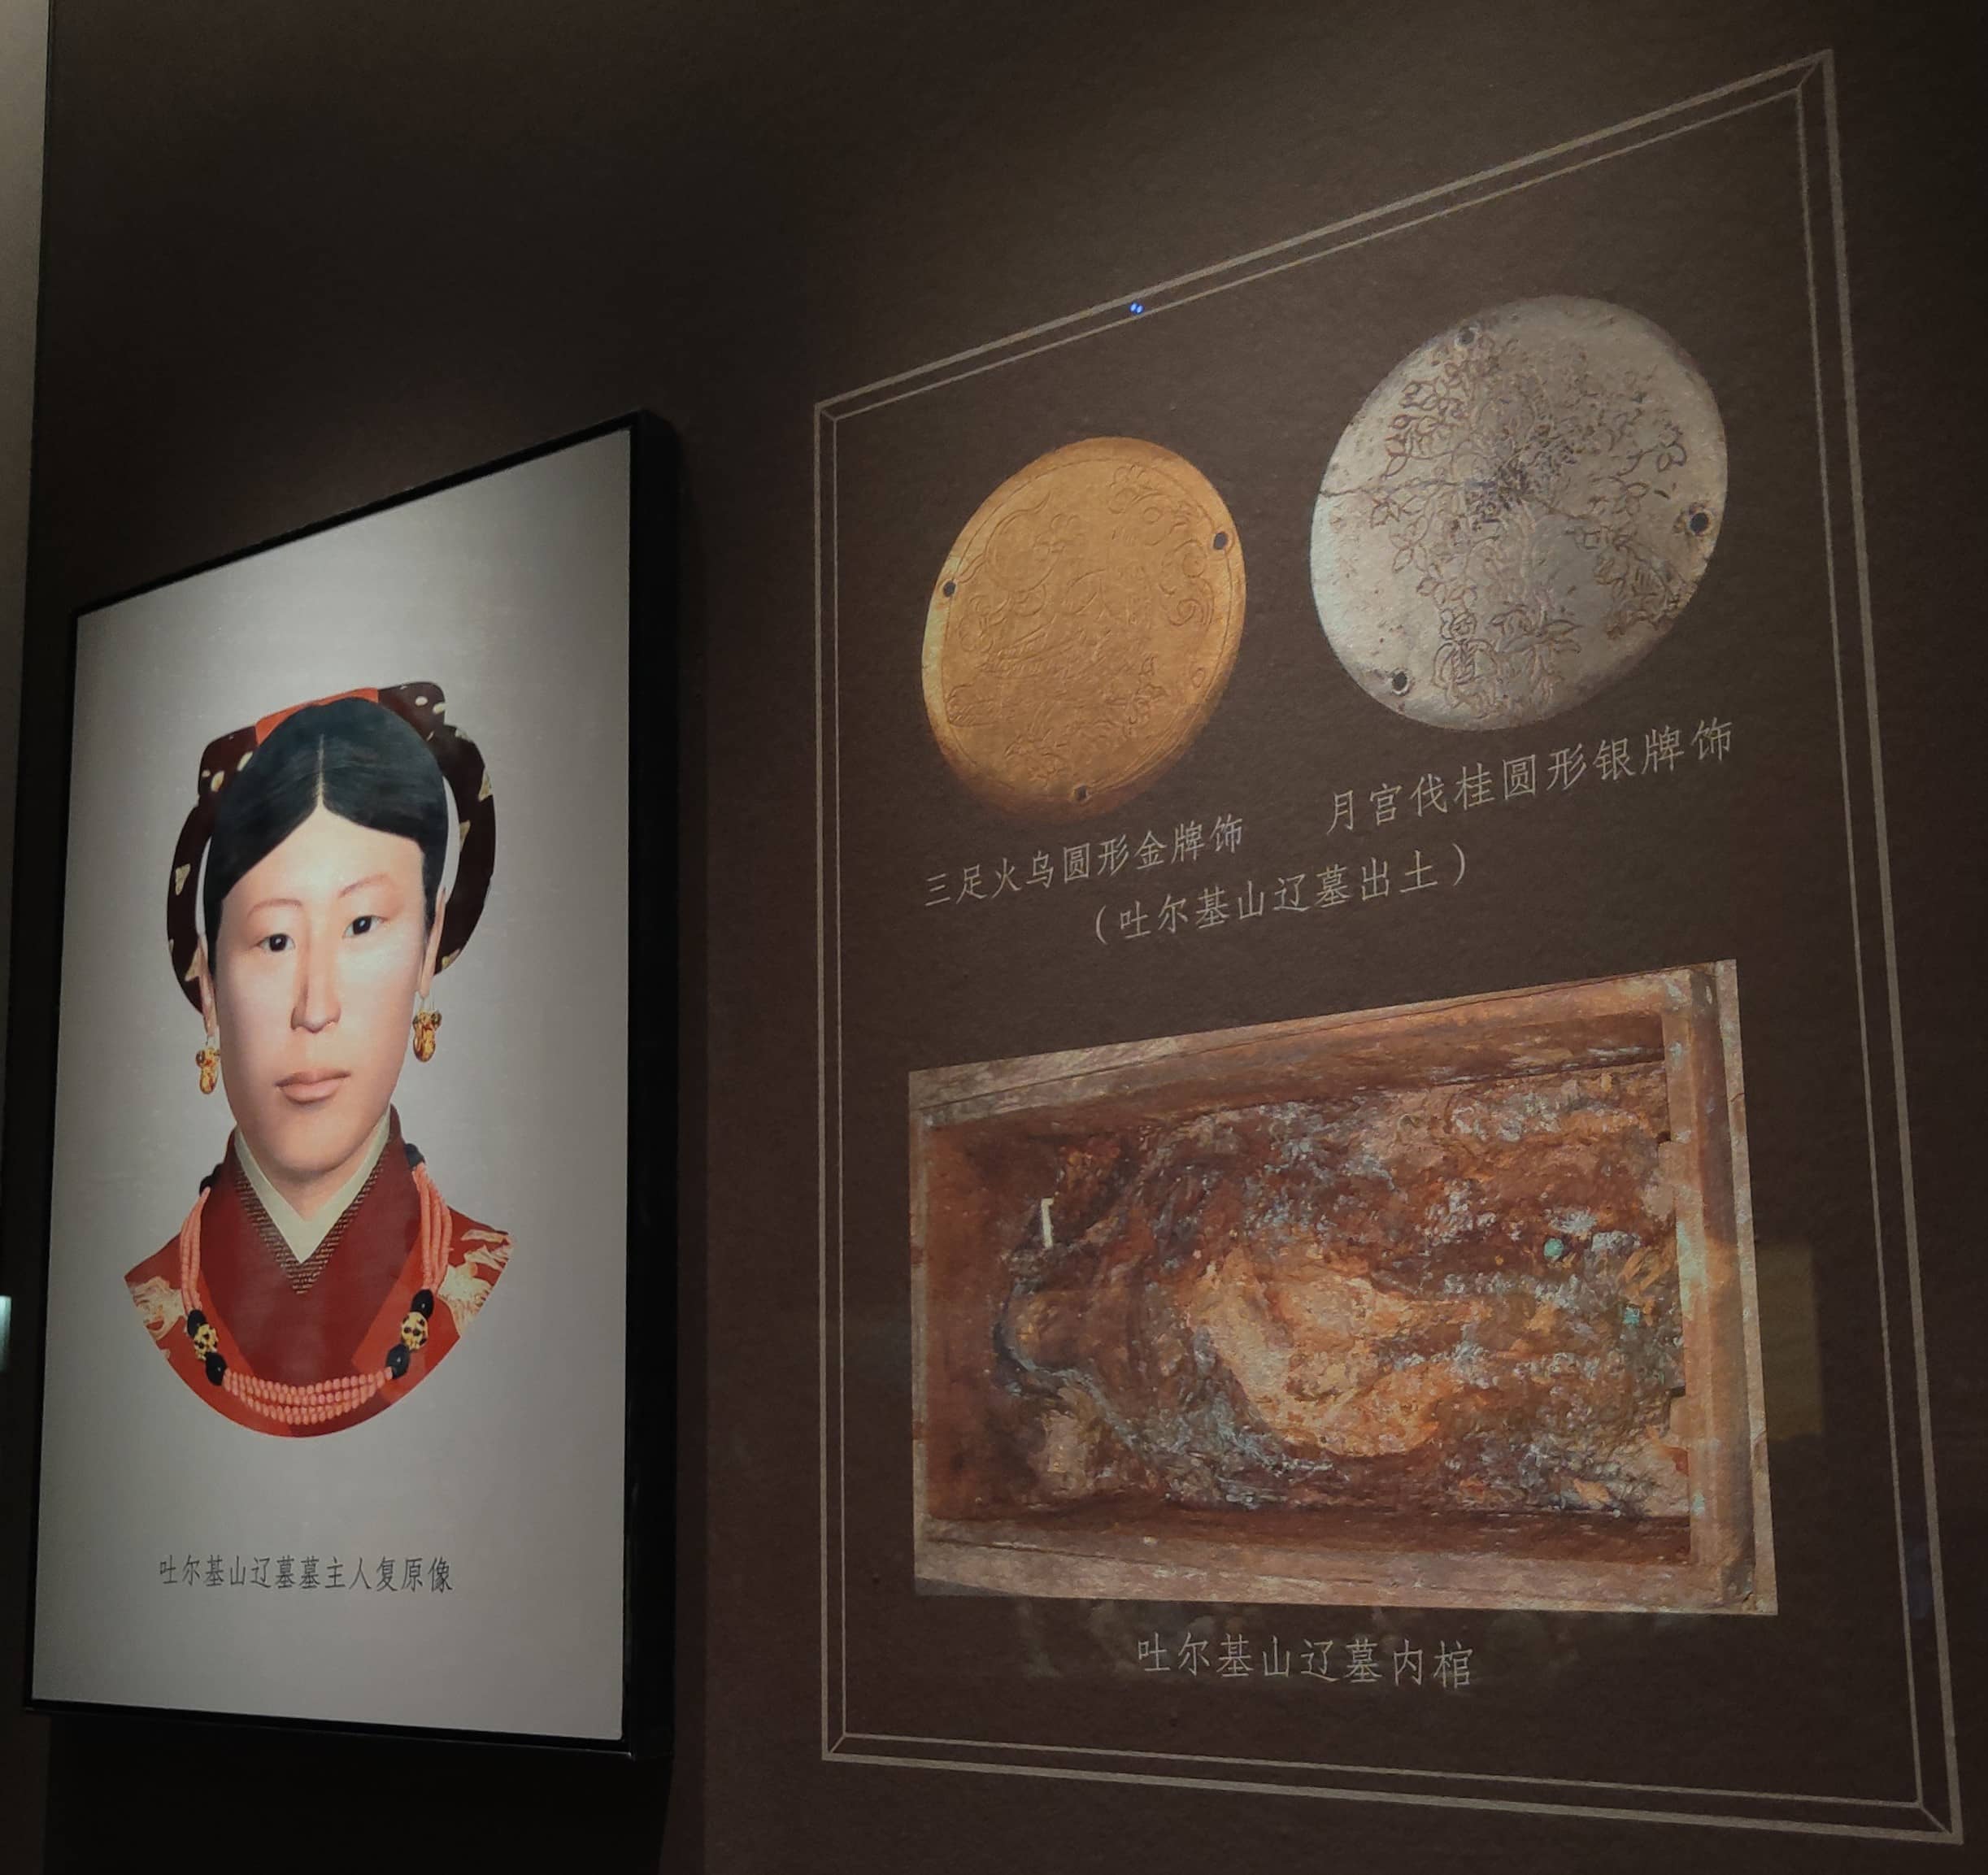 吐尔基山辽墓墓主人复原像
三足火乌圆形金牌饰
月宫伐桂圆形银牌饰
（吐尔基山辽墓出土）
吐尔基山辽墓内棺